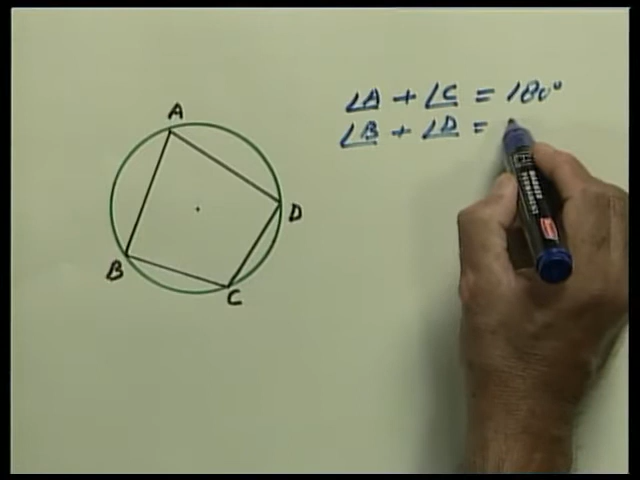 ∠A + ∠C = 180°
∠B + ∠D =
A
D
B
C